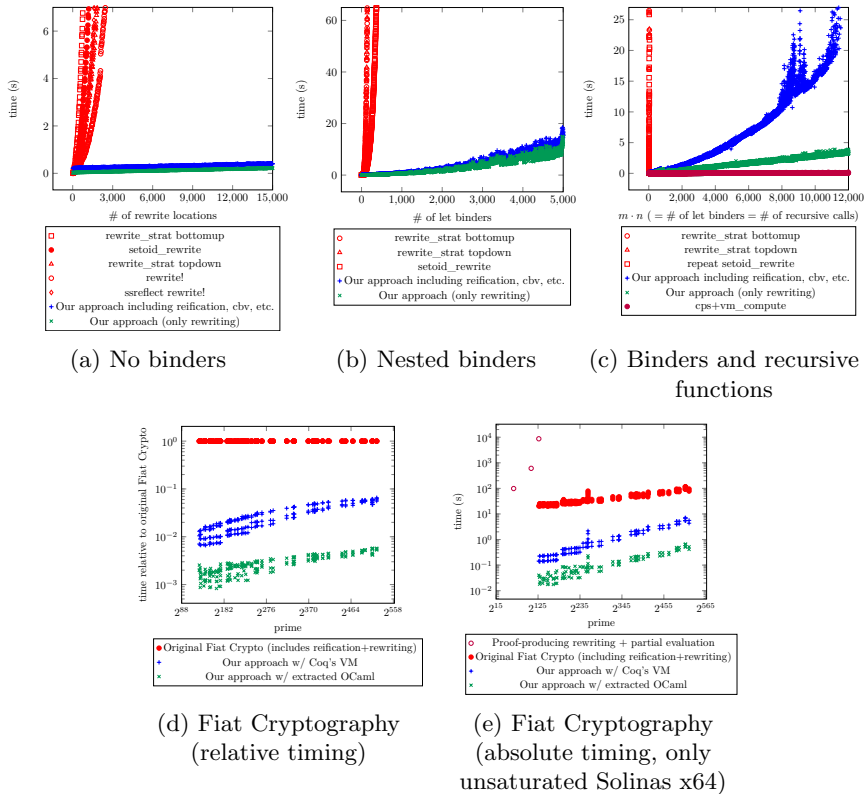 6
4
2
0
time (s)
0
3,000
6,000
9,000
12,000
15,000
# of rewrite locations
rewrite_strat bottomup
setoid_rewrite
rewrite_strat topdown
rewrite!
ssreflect rewrite!
Our approach including reification, cbv, etc.
Our approach (only rewriting)
(a) No binders
60
40
20
0
time (s)
0
1,000
2,000
3,000
4,000
5,000
# of let binders
rewrite_strat bottomup
rewrite_strat topdown
setoid_rewrite
Our approach including reification, cbv, etc.
Our approach (only rewriting)
(b) Nested binders
25
20
15
10
5
0
time (s)
0
2,000
4,000
6,000
8,000
10,000
12,000
m · n ( = # of let binders = # of recursive calls)
rewrite_strat bottomup
rewrite_strat topdown
repeat setoid_rewrite
Our approach including reification, cbv, etc.
Our approach (only rewriting)
cps+vm_compute
(c) Binders and recursive
functions
10^0
10^−1
10^−2
10^−3
time relative to original Fiat Crypto
2^88
2^182
2^276
2^370
2^464
2^558
prime
Original Fiat Crypto (includes reification+rewriting)
Our approach w/ Coq's VM
Our approach w/ extracted OCaml
(d) Fiat Cryptography
(relative timing)
10^4
10^3
10^2
10^1
10^0
10^−1
10^−2
time (s)
2^15
2^125
2^235
2^345
2^455
2^565
prime
Proof-producing rewriting + partial evaluation
Original Fiat Crypto (including reification+rewriting)
Our approach w/ Coq's VM
Our approach w/ extracted OCaml
(e) Fiat Cryptography
(absolute timing, only
unsaturated Solinas x64)